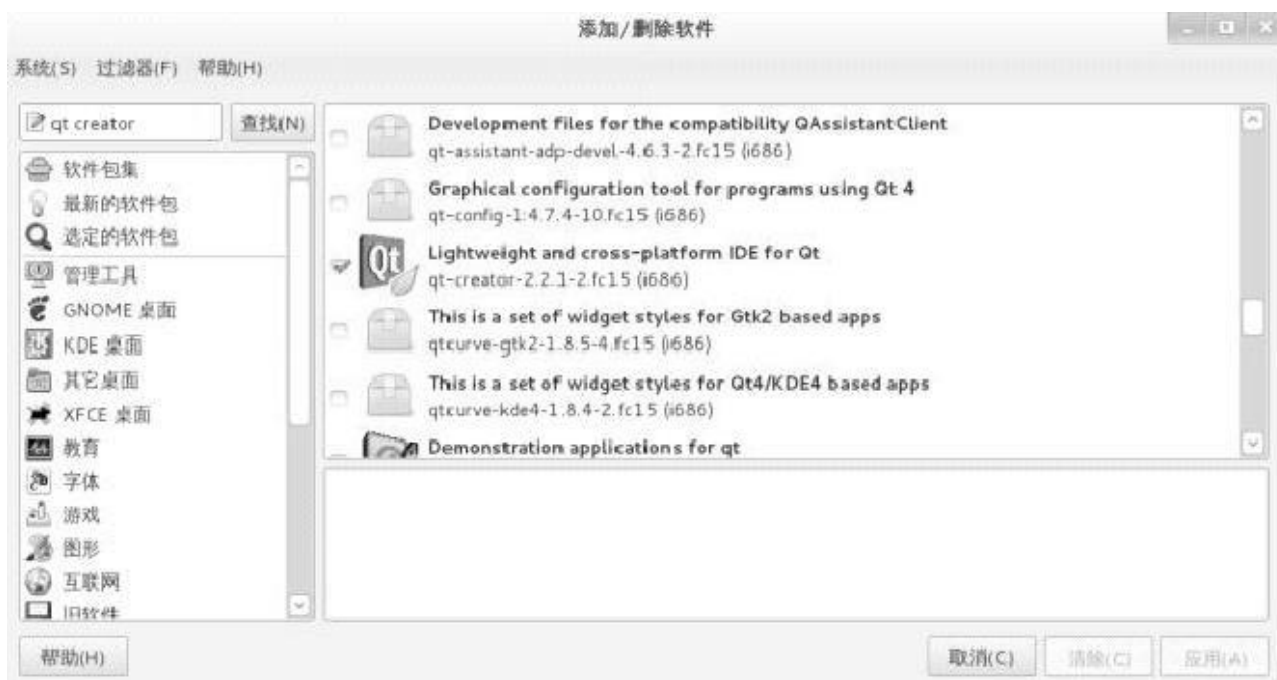 添加/删除软件
系统(S) 过滤器(F) 帮助(H)
qt creator
查找(N)
软件包集
最新的软件包
选定的软件包
管理工具
GNOME 桌面
KDE 桌面
其它桌面
XFCE 桌面
教育
字体
游戏
图形
互联网
旧软件
Development files for the compatibility QAssistantClient
qt-assistant-adp-devel-4.6.3-2.fc15 (i686)
Graphical configuration tool for programs using Qt 4
qt-config-1:4.7.4-10.fc15 (i686)
Qt
Lightweight and cross-platform IDE for Qt
qt-creator-2.2.1-2.fc15 (i686)
This is a set of widget styles for Gtk2 based apps
qtcurve-gtk2-1.8.5-4.fc15 (i686)
This is a set of widget styles for Qt4/KDE4 based apps
qtcurve-kde4-1.8.4-2.fc15 (i686)
Demonstration applications for qt
帮助(H)
取消(C)
清除(C)
应用(A)